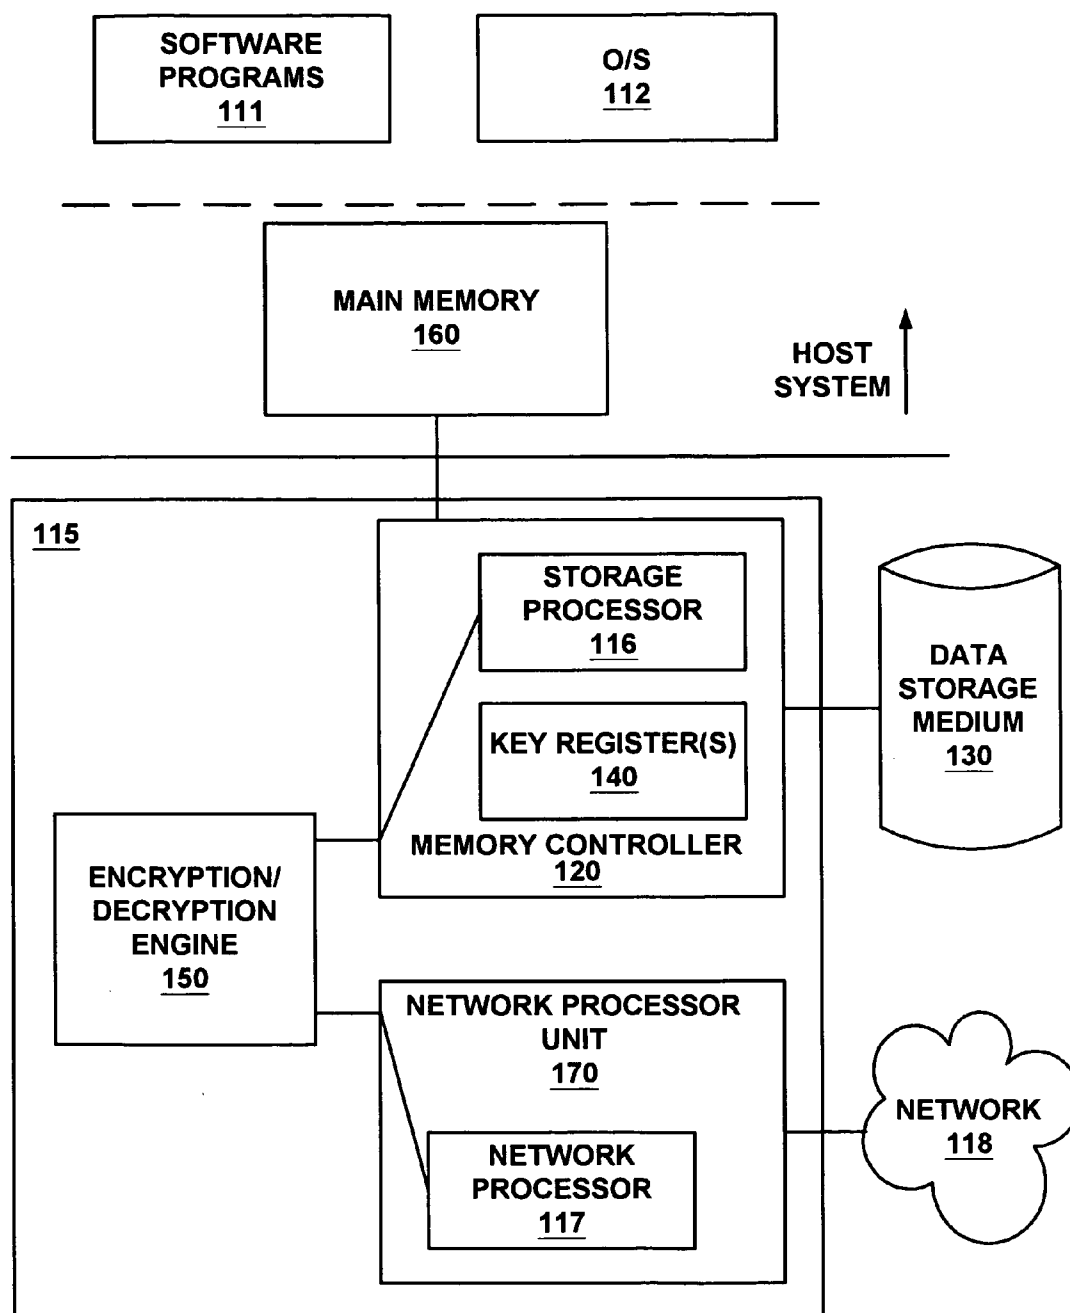 SOFTWARE
PROGRAMS
111
O/S
112
MAIN MEMORY
160
HOST
SYSTEM
115
STORAGE
PROCESSOR
116
KEY REGISTER(S)
140
MEMORY CONTROLLER
120
DATA
STORAGE
MEDIUM
130
ENCRYPTION/
DECRYPTION
ENGINE
150
NETWORK PROCESSOR
UNIT
170
NETWORK
PROCESSOR
117
NETWORK
118